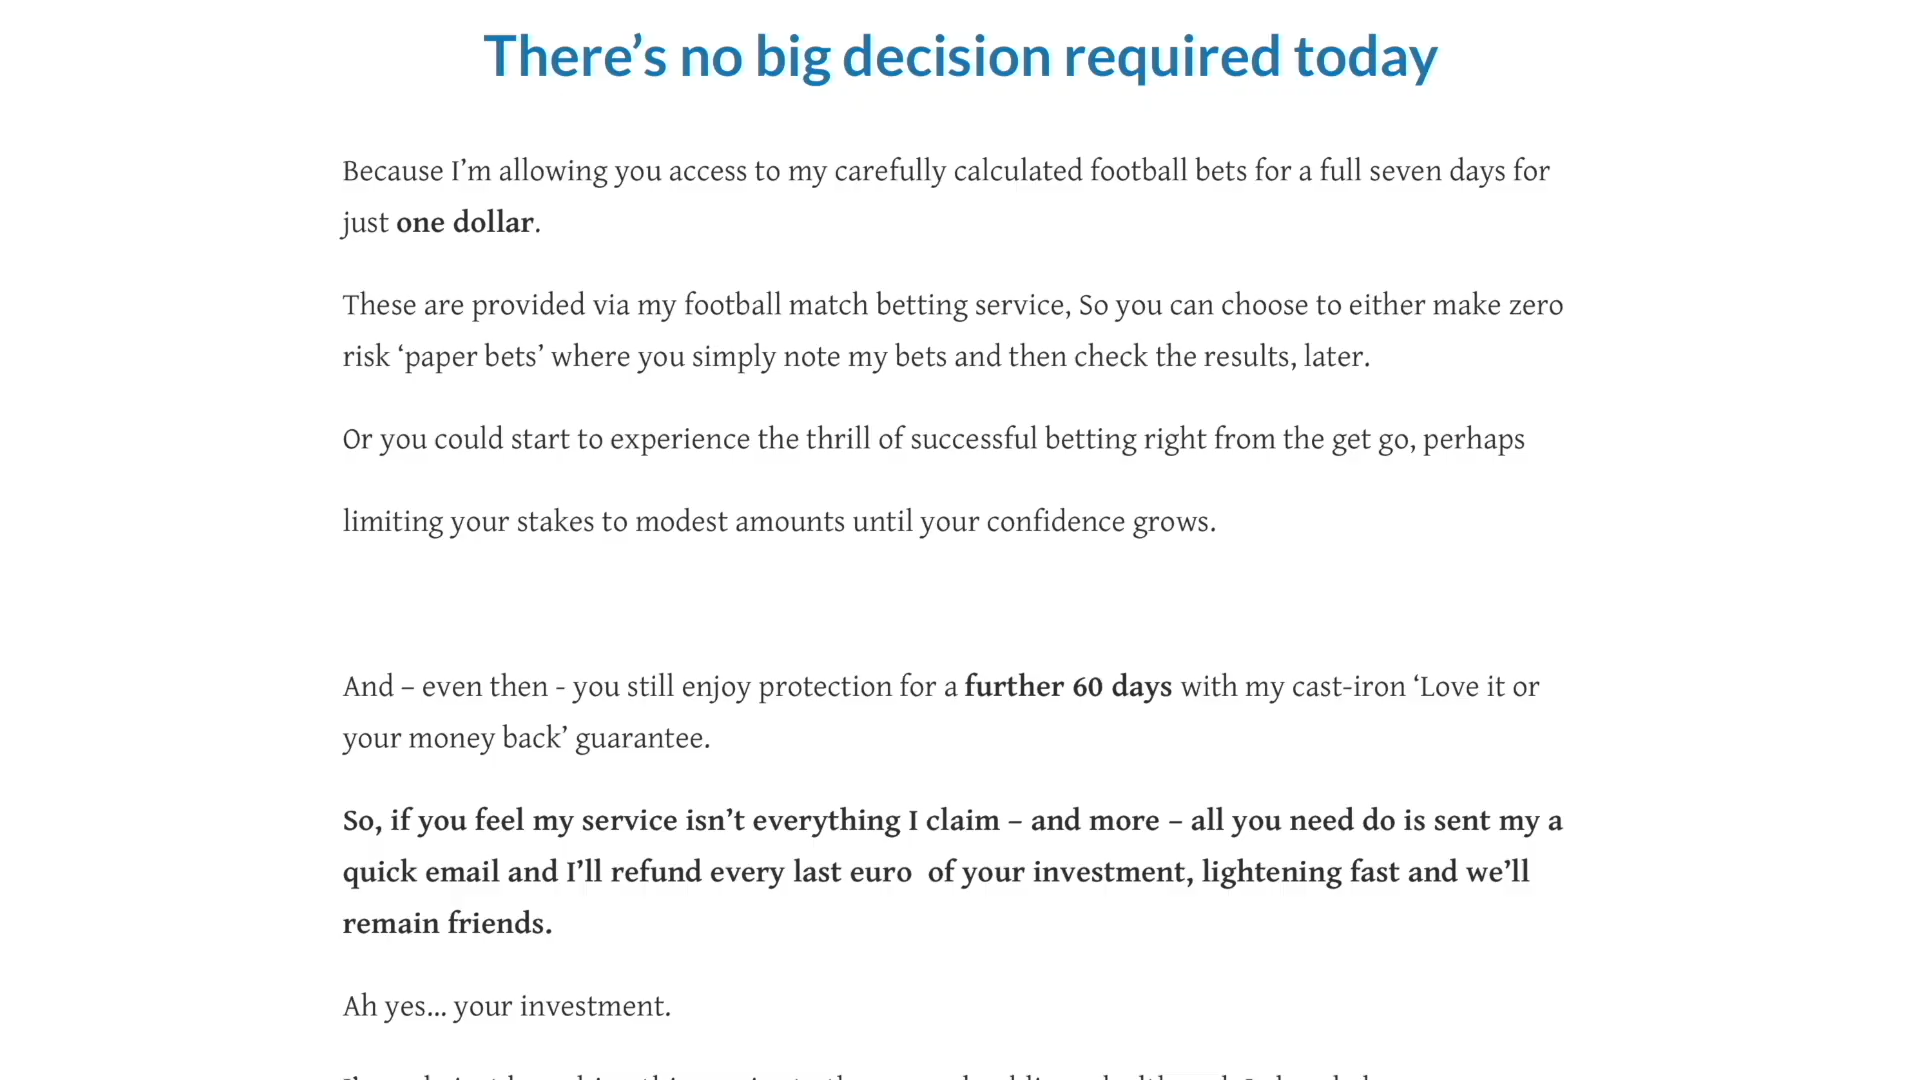 There’s no big decision required today
Because I’m allowing you access to my carefully calculated football bets for a full seven days for
just one dollar.
These are provided via my football match betting service, So you can choose to either make zero
risk ‘paper bets’ where you simply note my bets and then check the results, later.
Or you could start to experience the thrill of successful betting right from the get go, perhaps
limiting your stakes to modest amounts until your confidence grows.
And – even then - you still enjoy protection for a further 60 days with my cast-iron ‘Love it or
your money back’ guarantee.
So, if you feel my service isn’t everything I claim – and more – all you need do is sent my a
quick email and I’ll refund every last euro  of your investment, lightening fast and we’ll
remain friends.
Ah yes... your investment.